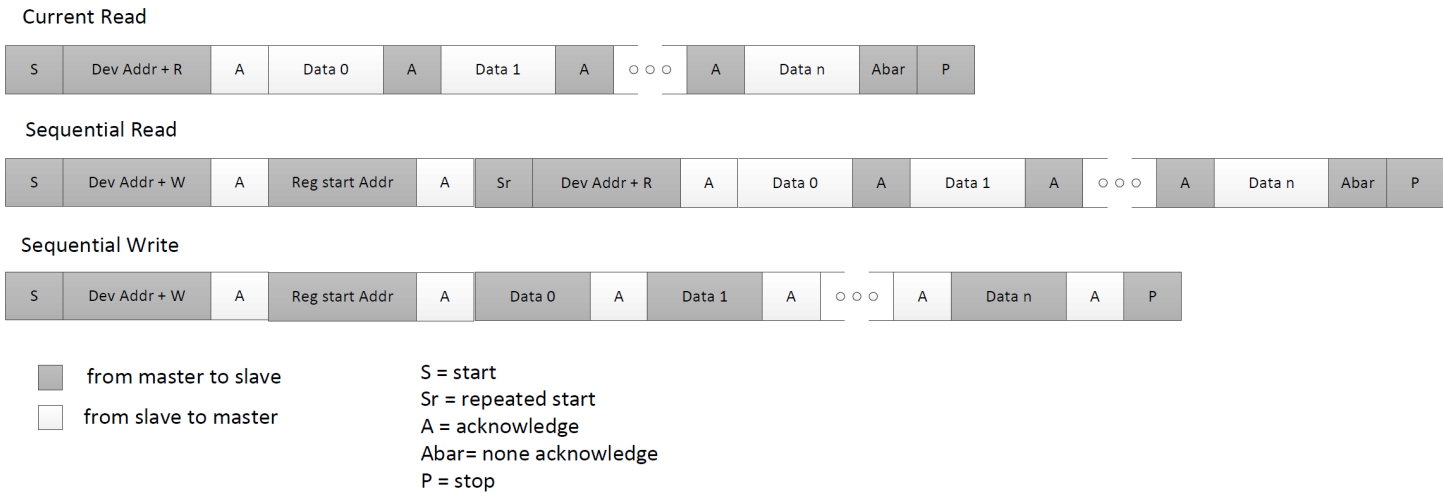 Current Read
S Dev Addr + R A Data 0 A Data 1 A A Data n Abar P
Sequential Read
S Dev Addr + W A Reg start Addr A Sr Dev Addr + R A Data 0 A Data 1 A A Data n Abar P
Sequential Write
S Dev Addr + W A Reg start Addr A Data 0 A Data 1 A A Data n A P
from master to slave
from slave to master
S = start
Sr = repeated start
A = acknowledge
Abar= none acknowledge
P = stop